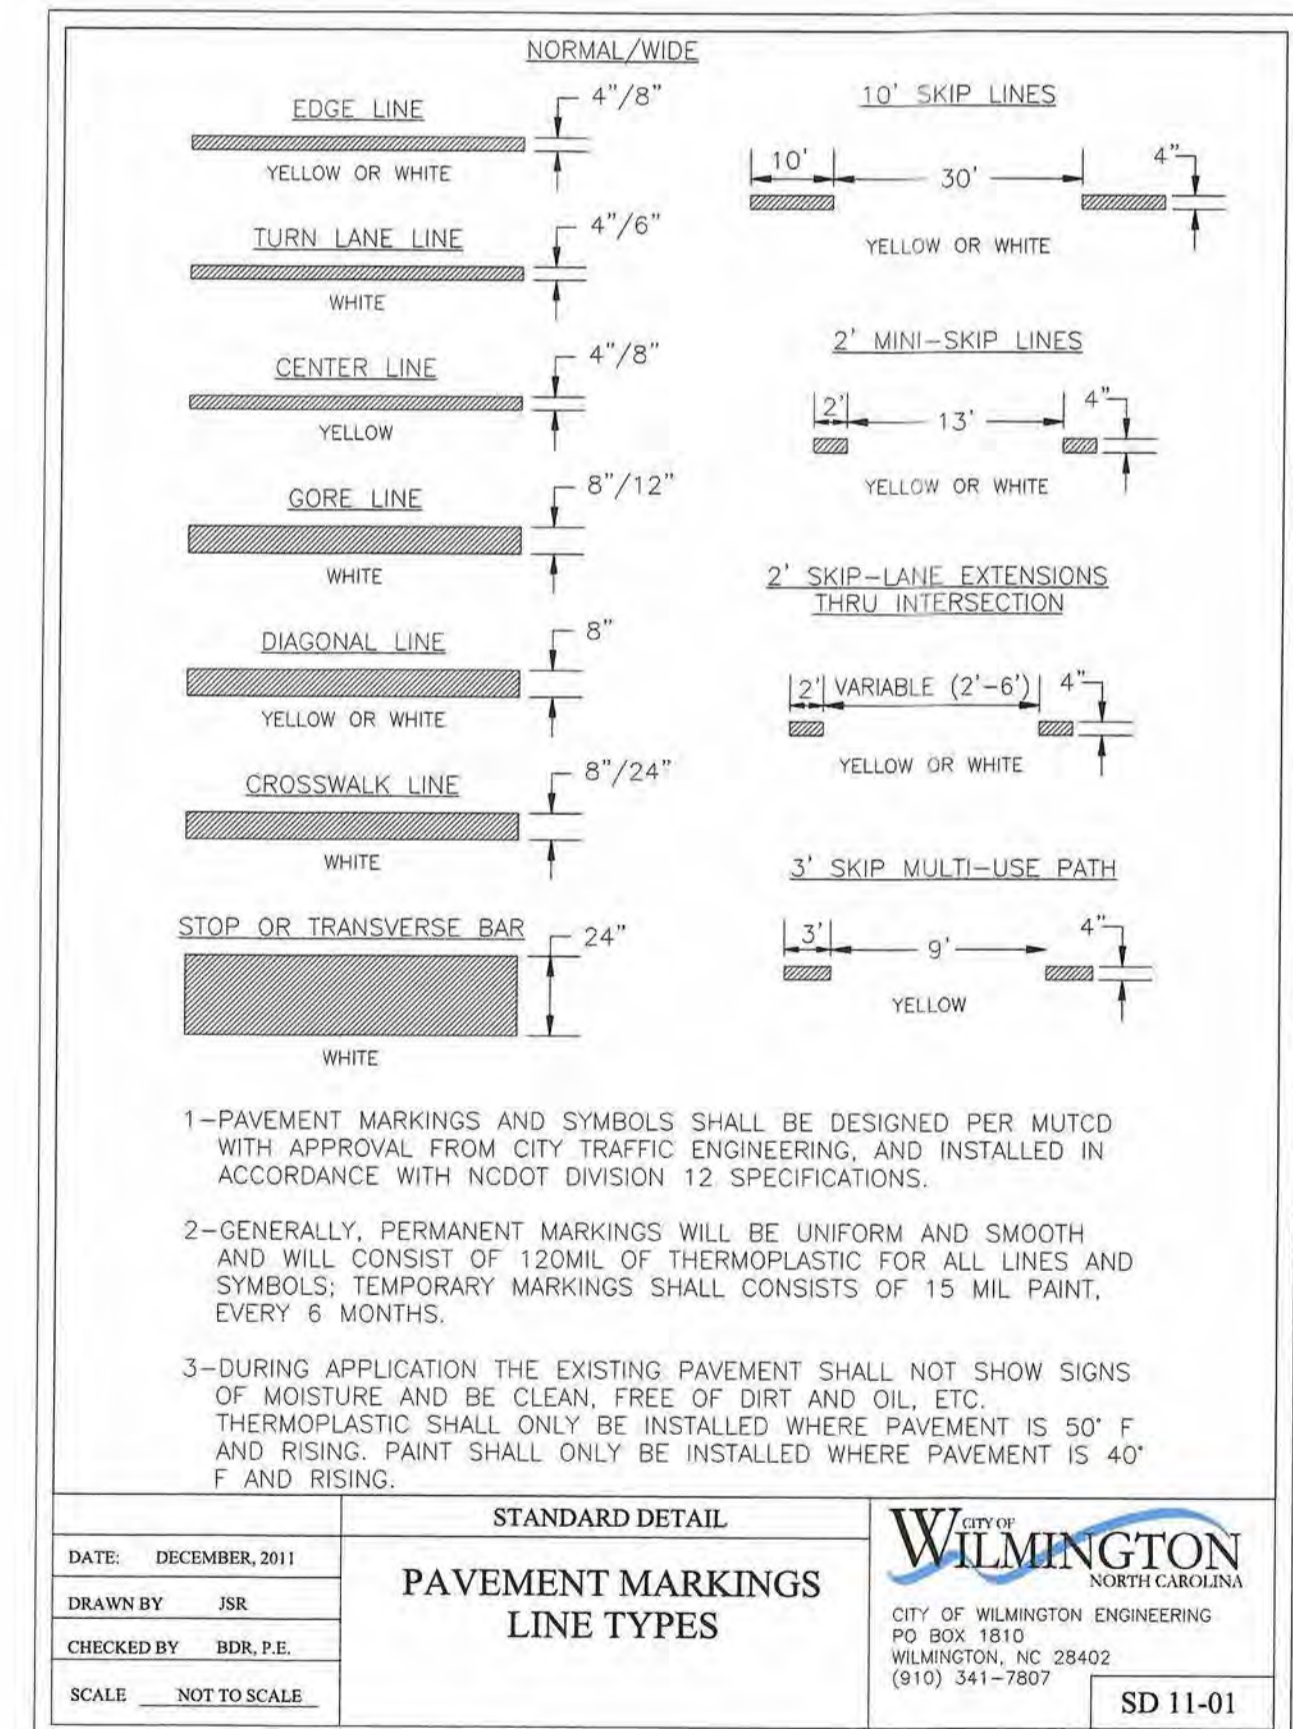 NORMAL/WIDE
EDGE LINE
4"/8"
YELLOW OR WHITE
TURN LANE LINE
4"/6"
WHITE
CENTER LINE
4"/8"
YELLOW
GORE LINE
8"/12"
WHITE
DIAGONAL LINE
8"
YELLOW OR WHITE
CROSSWALK LINE
8"/24"
WHITE
STOP OR TRANSVERSE BAR
24"
WHITE
10' SKIP LINES
10'
30'
4"
YELLOW OR WHITE
2' MINI-SKIP LINES
2'
13'
4"
YELLOW OR WHITE
2' SKIP-LANE EXTENSIONS
THRU INTERSECTION
2'
VARIABLE (2'-6')
4"
YELLOW OR WHITE
3' SKIP MULTI-USE PATH
3'
9'
4"
YELLOW
1-PAVEMENT MARKINGS AND SYMBOLS SHALL BE DESIGNED PER MUTCD
WITH APPROVAL FROM CITY TRAFFIC ENGINEERING, AND INSTALLED IN
ACCORDANCE WITH NCDOT DIVISION 12 SPECIFICATIONS.
2-GENERALLY, PERMANENT MARKINGS WILL BE UNIFORM AND SMOOTH
AND WILL CONSIST OF 120MIL OF THERMOPLASTIC FOR ALL LINES AND
SYMBOLS; TEMPORARY MARKINGS SHALL CONSISTS OF 15 MIL PAINT,
EVERY 6 MONTHS.
3-DURING APPLICATION THE EXISTING PAVEMENT SHALL NOT SHOW SIGNS
OF MOISTURE AND BE CLEAN, FREE OF DIRT AND OIL, ETC.
THERMOPLASTIC SHALL ONLY BE INSTALLED WHERE PAVEMENT IS 50° F
AND RISING. PAINT SHALL ONLY BE INSTALLED WHERE PAVEMENT IS 40°
F AND RISING.
DATE: DECEMBER, 2011
DRAWN BY JSR
CHECKED BY BDR, P.E.
SCALE NOT TO SCALE
STANDARD DETAIL
PAVEMENT MARKINGS
LINE TYPES
CITY OF
WILMINGTON
NORTH CAROLINA
CITY OF WILMINGTON ENGINEERING
PO BOX 1810
WILMINGTON, NC 28402
(910) 341-7807
SD 11-01